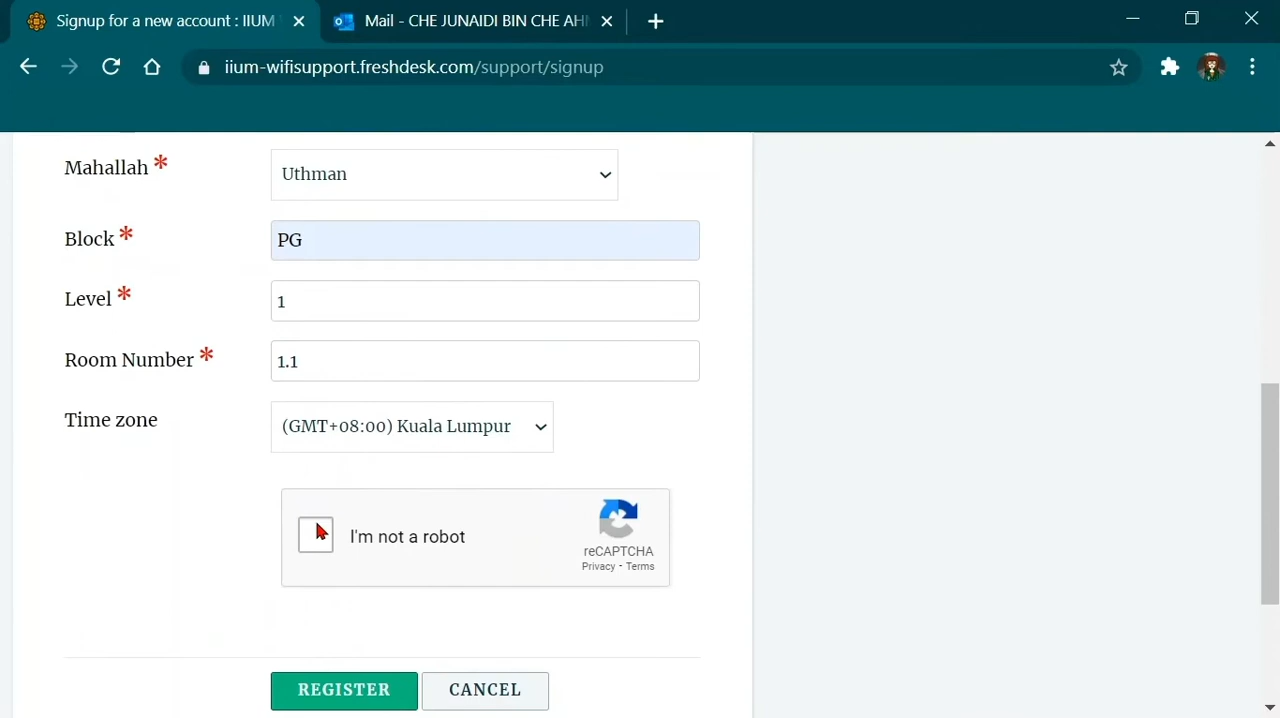 Signup for a new account : IIUM
Mail - CHE JUNAIDI BIN CHE AH
iium-wifisupport.freshdesk.com/support/signup
Mahallah *
Uthman
Block *
PG
Level *
1
Room Number *
1.1
Time zone
(GMT+08:00) Kuala Lumpur
I'm not a robot
reCAPTCHA
Privacy - Terms
REGISTER
CANCEL